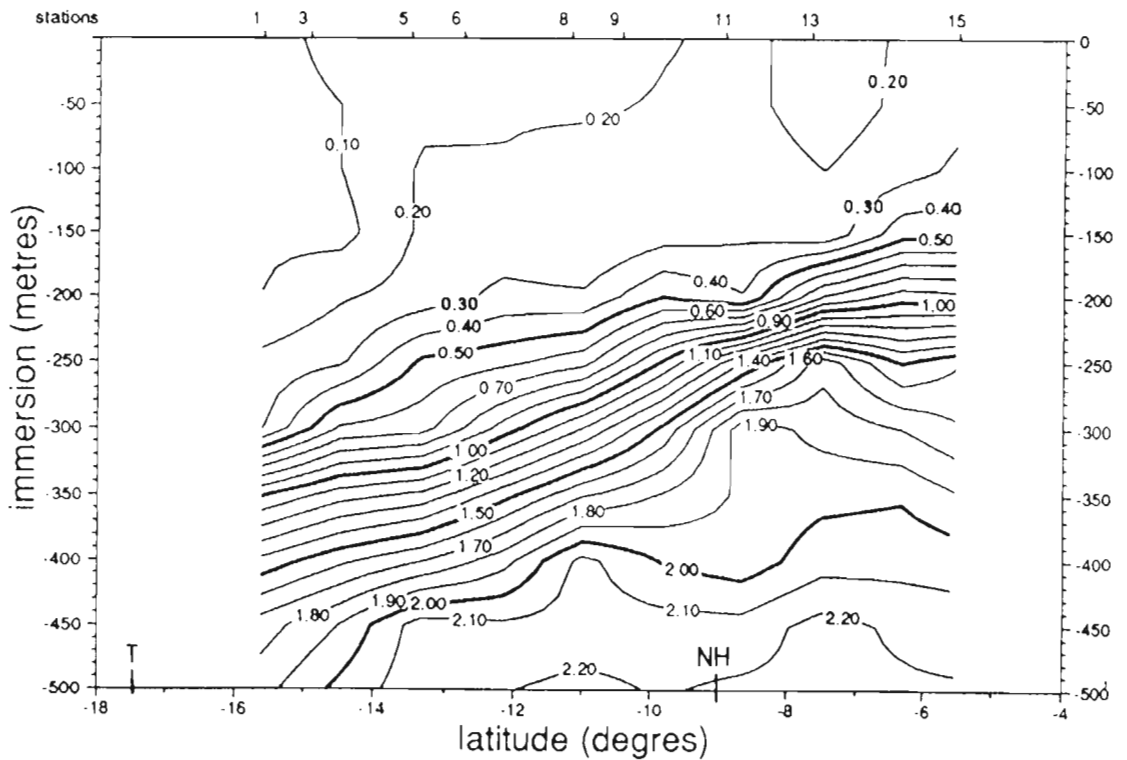 stations 1 3 5 6 8 9 11 13 15
0 0
-50 0.20 -50
0.20
0.10
-100 -100
0.20 0.30 0.40
-150 0.50 -150
0.40
-200 0.30 0.60 1.00 -200
0.40 0.90
0.50
-250 1.10 1.40 1.60 -250
0.70 1.70
-300 1.90 -300
1.00
1.20
-350 -350
1.50 1.80
1.70
-400 2.00 -400
1.90 2.00
1.80 2.10 2.10 2.20
-450 -450
T NH
2.20
-500 -500
-18 -16 -14 -12 -10 -8 -6 -4
immersion (metres)
latitude (degres)